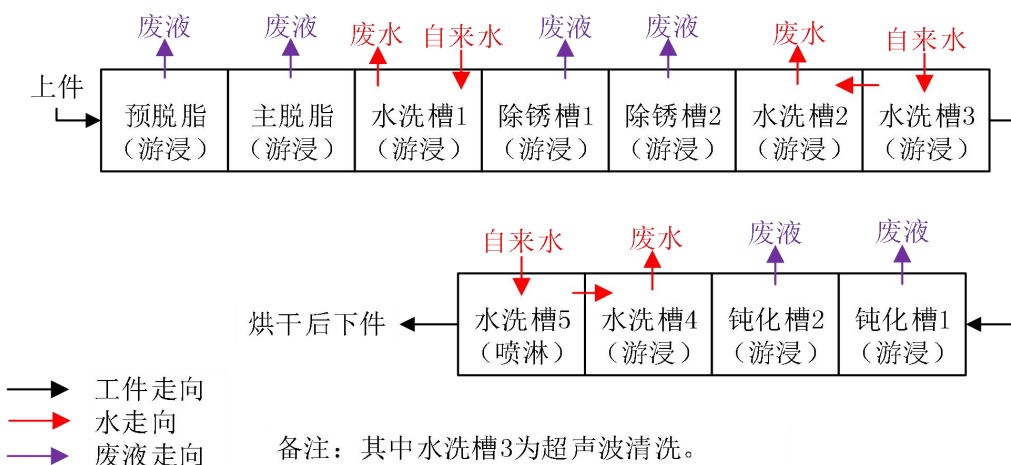 废液
废液
废水
自来水
废液
废液
废水
自来水
上件
预脱脂
（游浸）
主脱脂
（游浸）
水洗槽1
（游浸）
除锈槽1
（游浸）
除锈槽2
（游浸）
水洗槽2
（游浸）
水洗槽3
（游浸）
自来水
废水
废液
废液
烘干后下件
水洗槽5
（喷淋）
水洗槽4
（游浸）
钝化槽2
（游浸）
钝化槽1
（游浸）
工件走向
水走向
废液走向
备注：其中水洗槽3为超声波清洗。